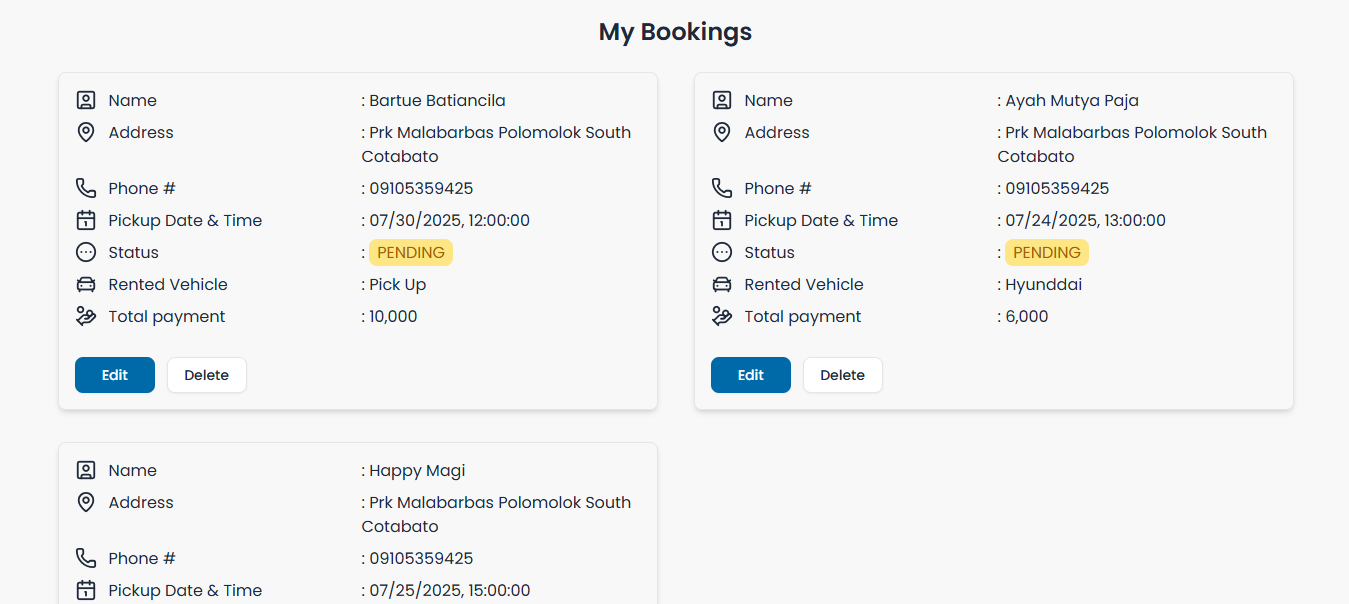 My Bookings
Name : Bartue Batiancila
Address : Prk Malabarbas Polomolok South
Cotabato
Phone # : 09105359425
Pickup Date & Time : 07/30/2025, 12:00:00
Status : PENDING
Rented Vehicle : Pick Up
Total payment : 10,000
Edit Delete
Name : Ayah Mutya Paja
Address : Prk Malabarbas Polomolok South
Cotabato
Phone # : 09105359425
Pickup Date & Time : 07/24/2025, 13:00:00
Status : PENDING
Rented Vehicle : Hyunddai
Total payment : 6,000
Edit Delete
Name : Happy Magi
Address : Prk Malabarbas Polomolok South
Cotabato
Phone # : 09105359425
Pickup Date & Time : 07/25/2025, 15:00:00